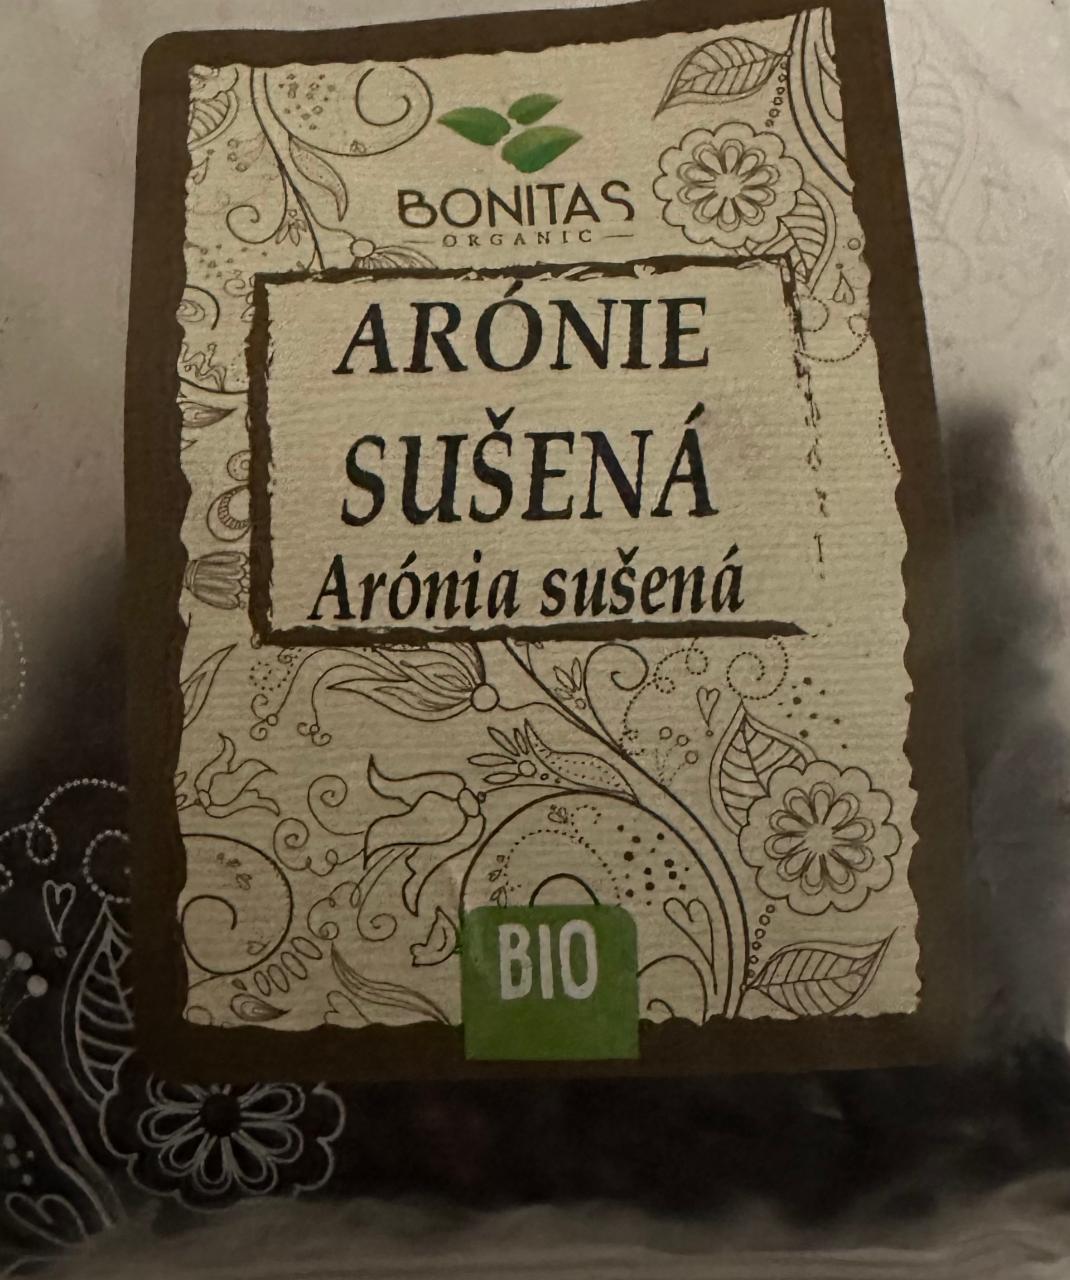 BONITAS
ORGANIC
ARÓNIE
SUŠENÁ
Arónia sušená
BIO